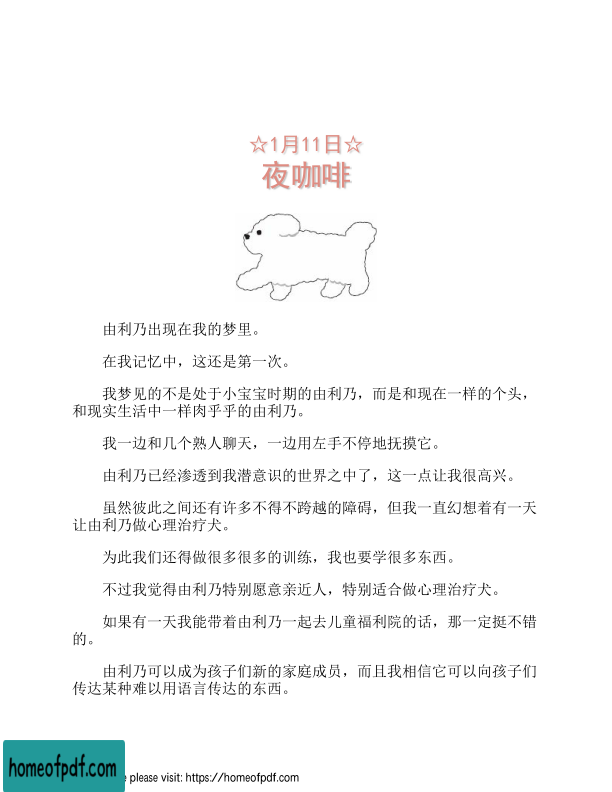 ☆1月11日☆
夜咖啡
由利乃出现在我的梦里。
在我记忆中，这还是第一次。
我梦见的不是处于小宝宝时期的由利乃，而是和现在一样的个头，
和现实生活中一样肉乎乎的由利乃。
我一边和几个熟人聊天，一边用左手不停地抚摸它。
由利乃已经渗透到我潜意识的世界之中了，这一点让我很高兴。
虽然彼此之间还有许多不得不跨越的障碍，但我一直幻想着有一天
让由利乃做心理治疗犬。
为此我们还得做很多很多的训练，我也要学很多东西。
不过我觉得由利乃特别愿意亲近人，特别适合做心理治疗犬。
如果有一天我能带着由利乃一起去儿童福利院的话，那一定挺不错
的。
由利乃可以成为孩子们新的家庭成员，而且我相信它可以向孩子们
传达某种难以用语言传达的东西。
homeofpdf.com
e please visit: https://homeofpdf.com